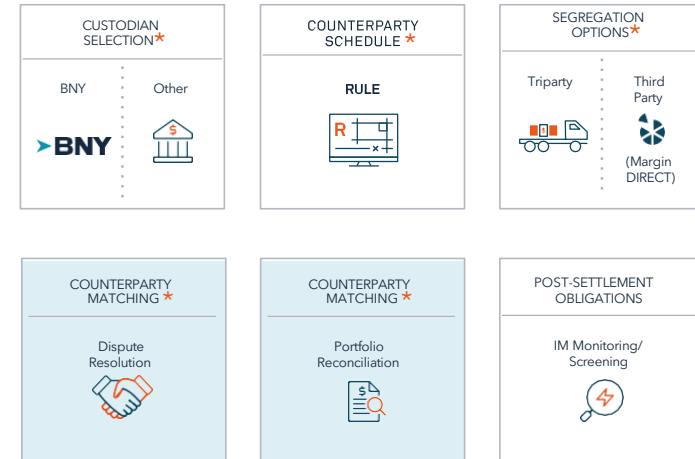 CUSTODIAN
SELECTION*
BNY
Other
BNY
$
COUNTERPARTY
SCHEDULE *
RULE
R
SEGREGATION
OPTIONS*
Triparty
Third
Party
$
(Margin
DIRECT)
COUNTERPARTY
MATCHING *
Dispute
Resolution
COUNTERPARTY
MATCHING *
Portfolio
Reconciliation
$
POST-SETTLEMENT
OBLIGATIONS
IM Monitoring/
Screening